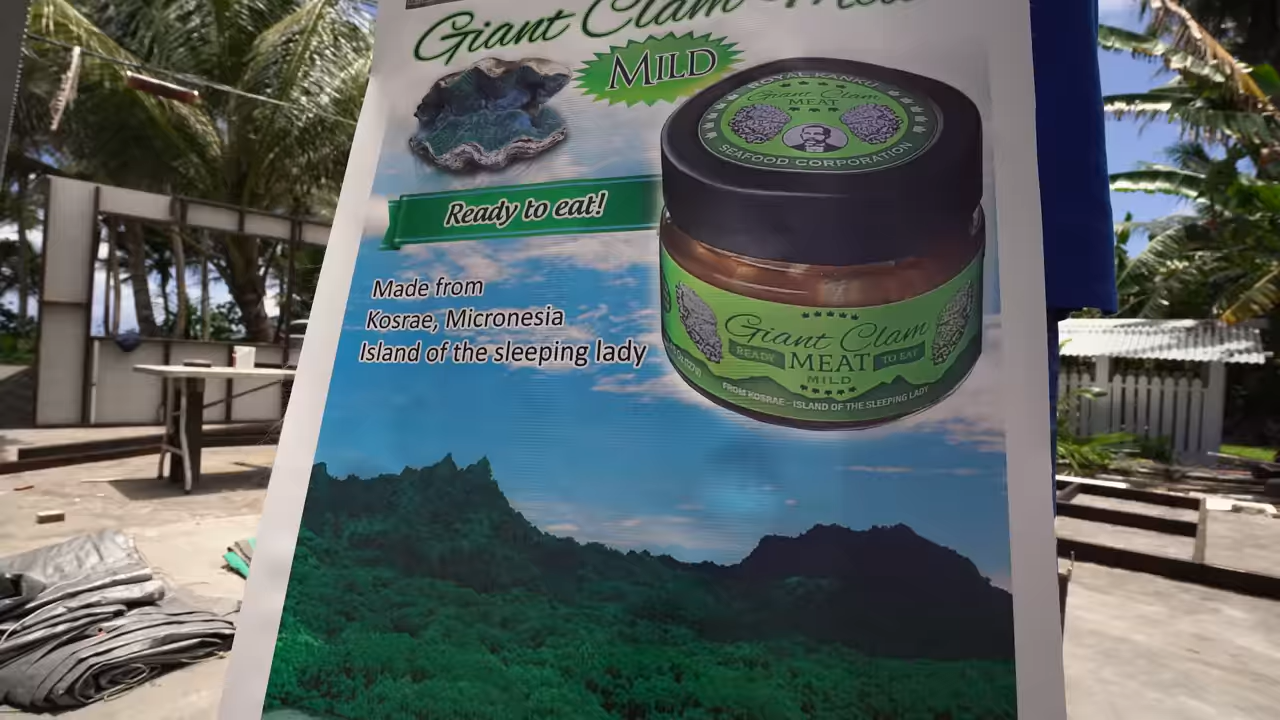 Giant Clam Meat
MILD
ROYAL KANKU
Giant Clam
MEAT
SEAFOOD CORPORATION
Ready to eat!
Made from
Kosrae, Micronesia
Island of the sleeping lady
Giant Clam
READY MEAT TO EAT
MILD
FROM KOSRAE - ISLAND OF THE SLEEPING LADY